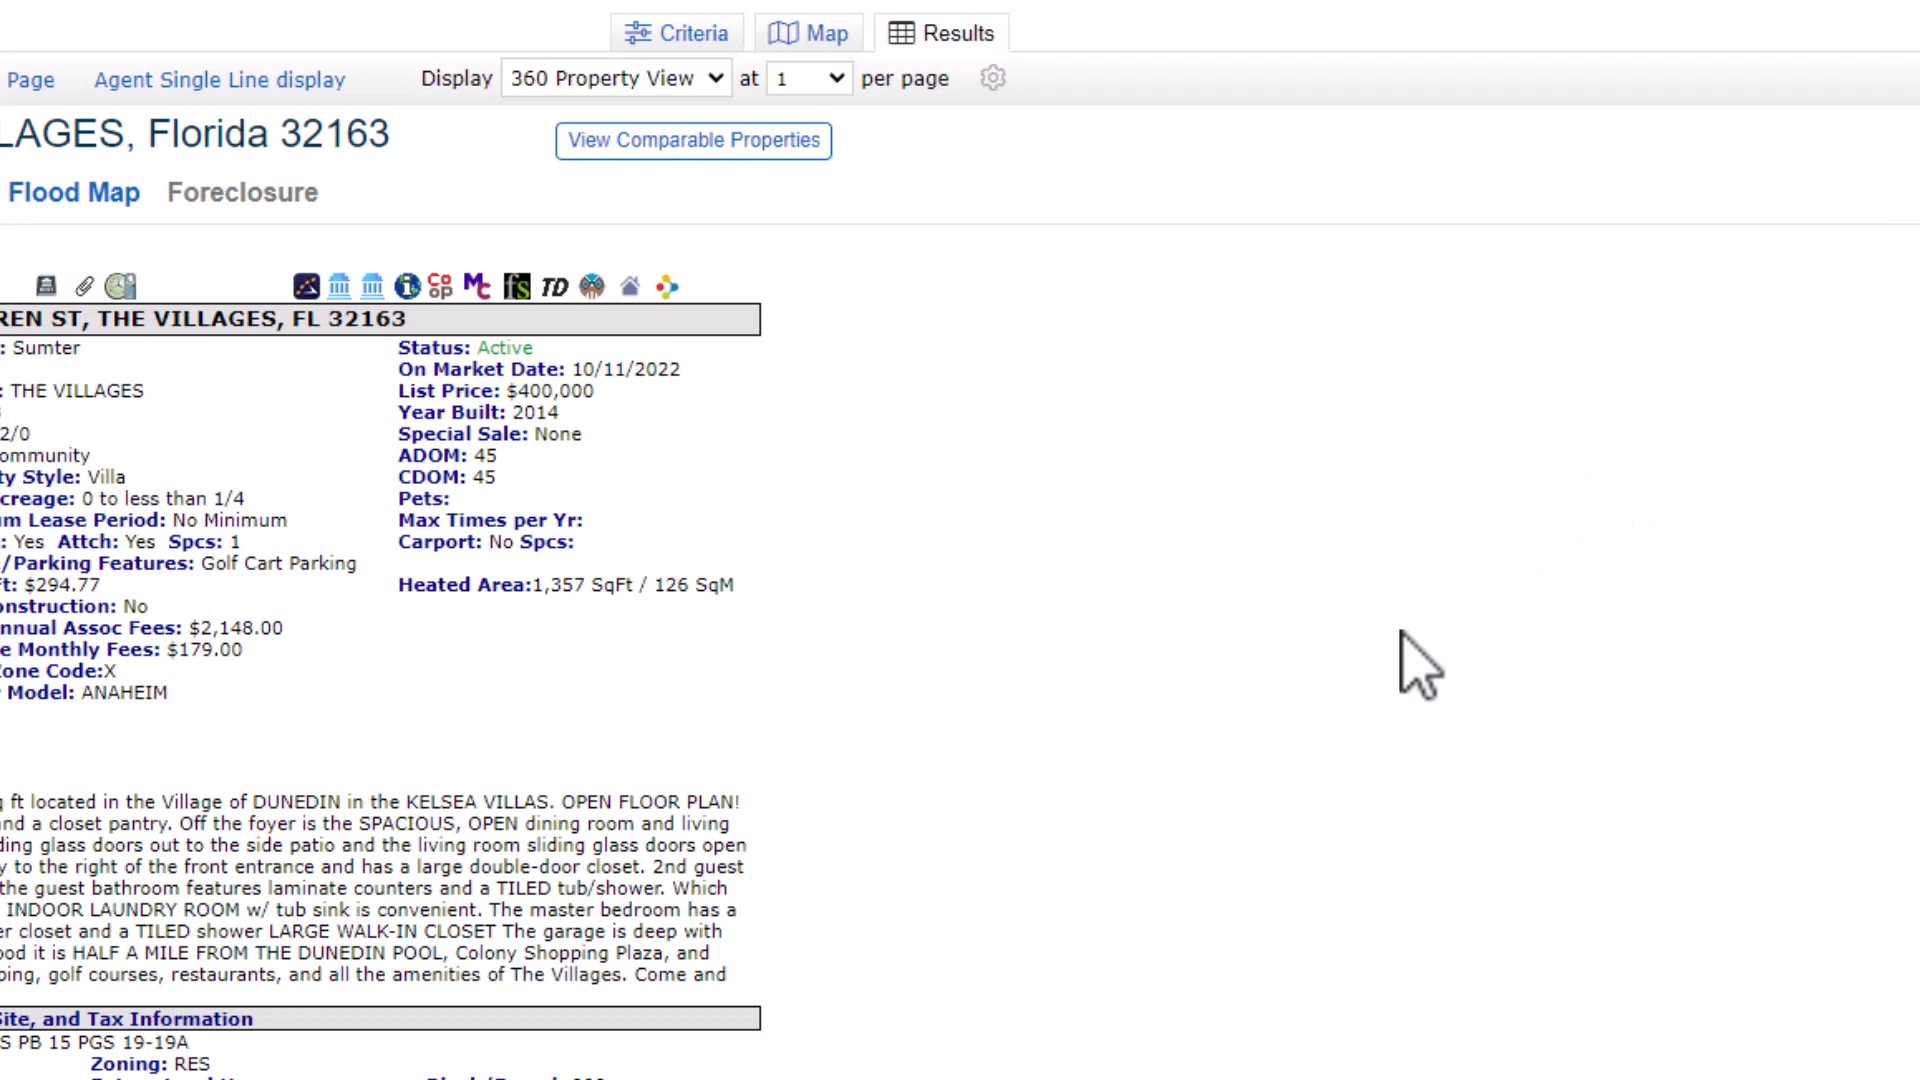 Criteria Map Results
Page Agent Single Line display Display 360 Property View at 1 per page
LAGES, Florida 32163 View Comparable Properties
Flood Map Foreclosure
i Co op Mc fs TD
REN ST, THE VILLAGES, FL 32163
: Sumter Status: Active
On Market Date: 10/11/2022
: THE VILLAGES List Price: $400,000
Year Built: 2014
2/0 Special Sale: None
ommunity ADOM: 45
ty Style: Villa CDOM: 45
creage: 0 to less than 1/4 Pets:
um Lease Period: No Minimum Max Times per Yr:
: Yes Attch: Yes Spcs: 1 Carport: No Spcs:
/Parking Features: Golf Cart Parking
t: $294.77 Heated Area:1,357 SqFt / 126 SqM
onstruction: No
nnual Assoc Fees: $2,148.00
e Monthly Fees: $179.00
Zone Code:X
r Model: ANAHEIM
q ft located in the Village of DUNEDIN in the KELSEA VILLAS. OPEN FLOOR PLAN!
and a closet pantry. Off the foyer is the SPACIOUS, OPEN dining room and living
ding glass doors out to the side patio and the living room sliding glass doors open
y to the right of the front entrance and has a large double-door closet. 2nd guest
the guest bathroom features laminate counters and a TILED tub/shower. Which
INDOOR LAUNDRY ROOM w/ tub sink is convenient. The master bedroom has a
er closet and a TILED shower LARGE WALK-IN CLOSET The garage is deep with
ood it is HALF A MILE FROM THE DUNEDIN POOL, Colony Shopping Plaza, and
ping, golf courses, restaurants, and all the amenities of The Villages. Come and
Site, and Tax Information
S PB 15 PGS 19-19A
Zoning: RES